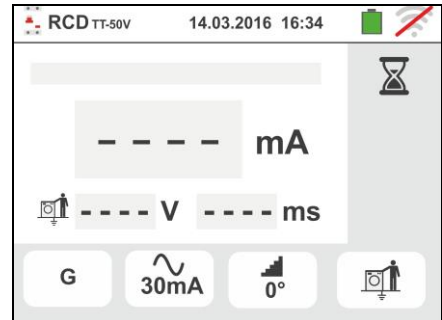 RCD TT-50V 14.03.2016 16:34
- - - - mA
- - - - V - - - - ms
G 30mA 0°